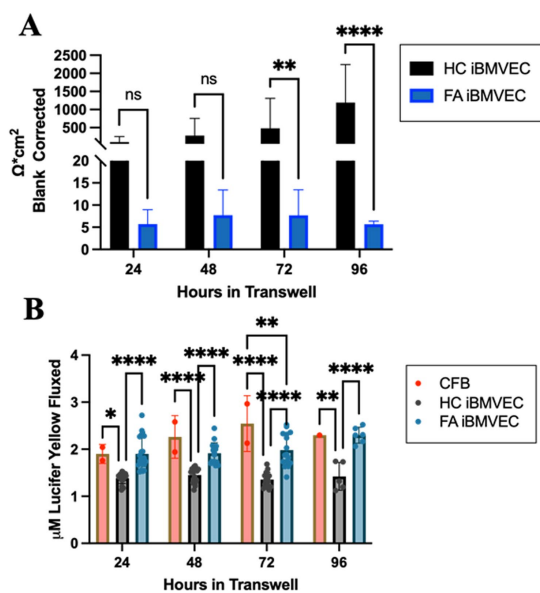 A
Ω*cm²
Blank Corrected
2500
2000
1500
1000
500
20
15
10
5
0
ns
ns
**
****
24
48
72
96
Hours in Transwell
HC iBMVEC
FA iBMVEC
B
μM Lucifer Yellow Fluxed
4
3
2
1
0
*
****
****
****
**
****
****
**
****
24
48
72
96
Hours in Transwell
CFB
HC iBMVEC
FA iBMVEC